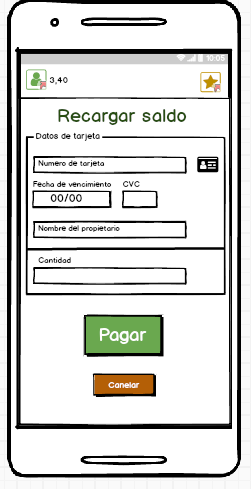 10:05
3,40
Recargar saldo
Datos de tarjeta
Numero de tarjeta
Fecha de vencimiento CVC
00/00
Nombre del propietario
Cantidad
Pagar
Canelar